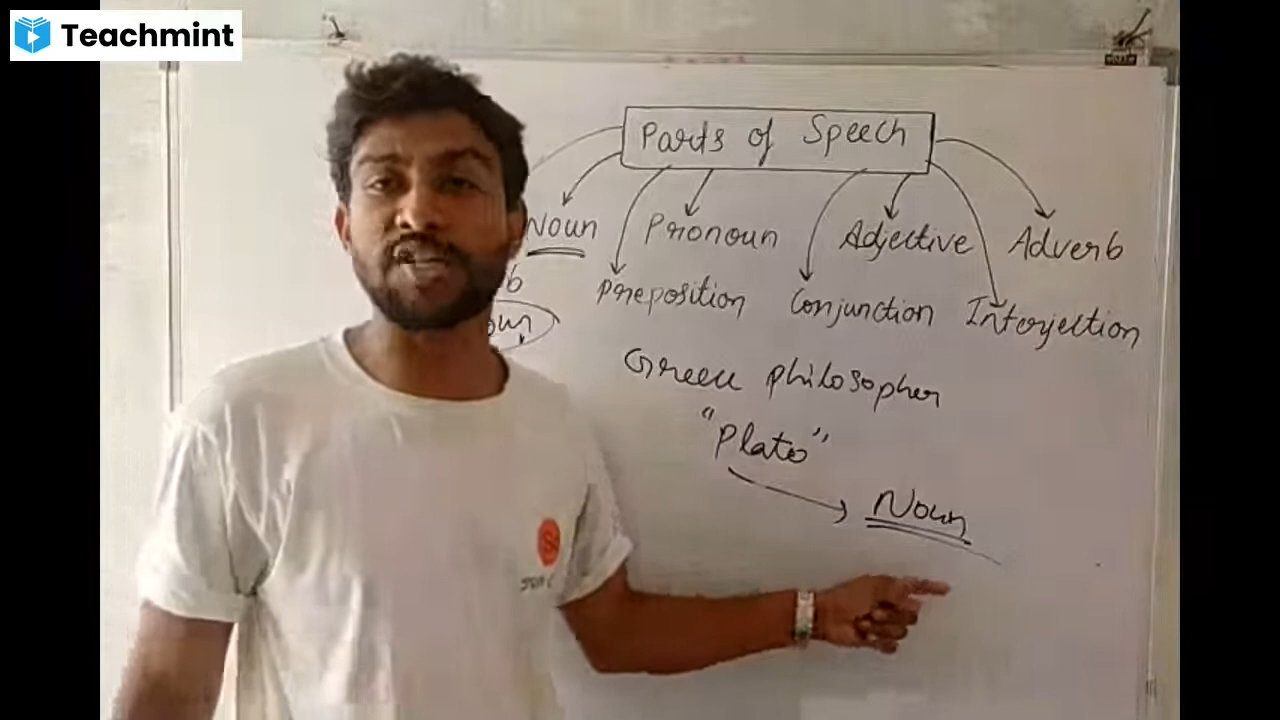 Teachmint
Parts of Speech
Noun Pronoun Adjective Adverb
Preposition Conjunction Interjection
Greek philosopher
"Plato"
Noun